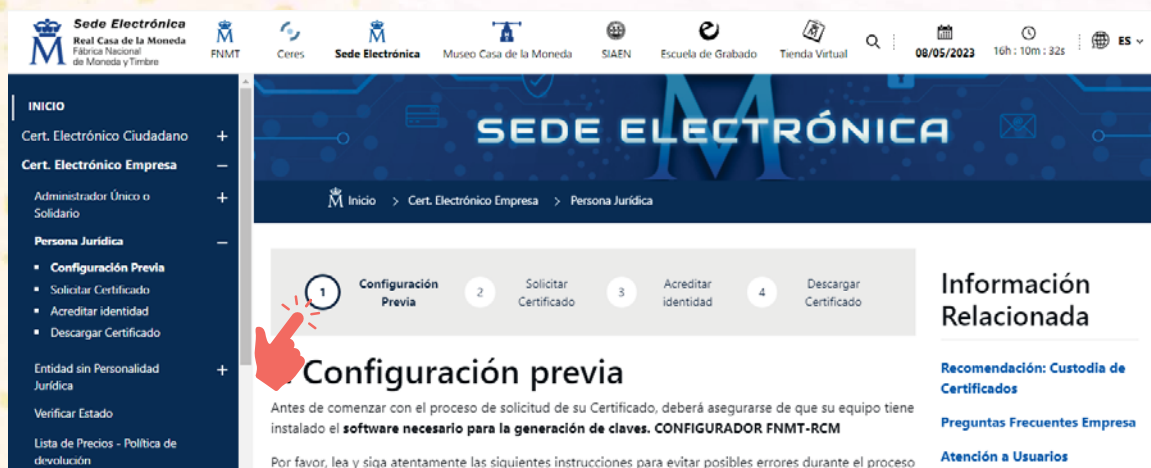 Sede Electrónica
Real Casa de la Moneda
Fábrica Nacional
de Moneda y Timbre
FNMT
Ceres
Sede Electrónica
Museo Casa de la Moneda
SIAEN
Escuela de Grabado
Tienda Virtual
08/05/2023
16h : 10m : 32s
ES
INICIO
Cert. Electrónico Ciudadano +
Cert. Electrónico Empresa –
Administrador Único o +
Solidario
Persona Jurídica –
Configuración Previa
Solicitar Certificado
Acreditar identidad
Descargar Certificado
Entidad sin Personalidad +
Jurídica
Verificar Estado
Lista de Precios - Política de
devolución
SEDE ELECTRÓNICA
Inicio > Cert. Electrónico Empresa > Persona Jurídica
1 Configuración
Previa
2 Solicitar
Certificado
3 Acreditar
identidad
4 Descargar
Certificado
Configuración previa
Antes de comenzar con el proceso de solicitud de su Certificado, deberá asegurarse de que su equipo tiene
instalado el software necesario para la generación de claves. CONFIGURADOR FNMT-RCM
Por favor, lea y siga atentamente las siguientes instrucciones para evitar posibles errores durante el proceso
Información
Relacionada
Recomendación: Custodia de
Certificados
Preguntas Frecuentes Empresa
Atención a Usuarios